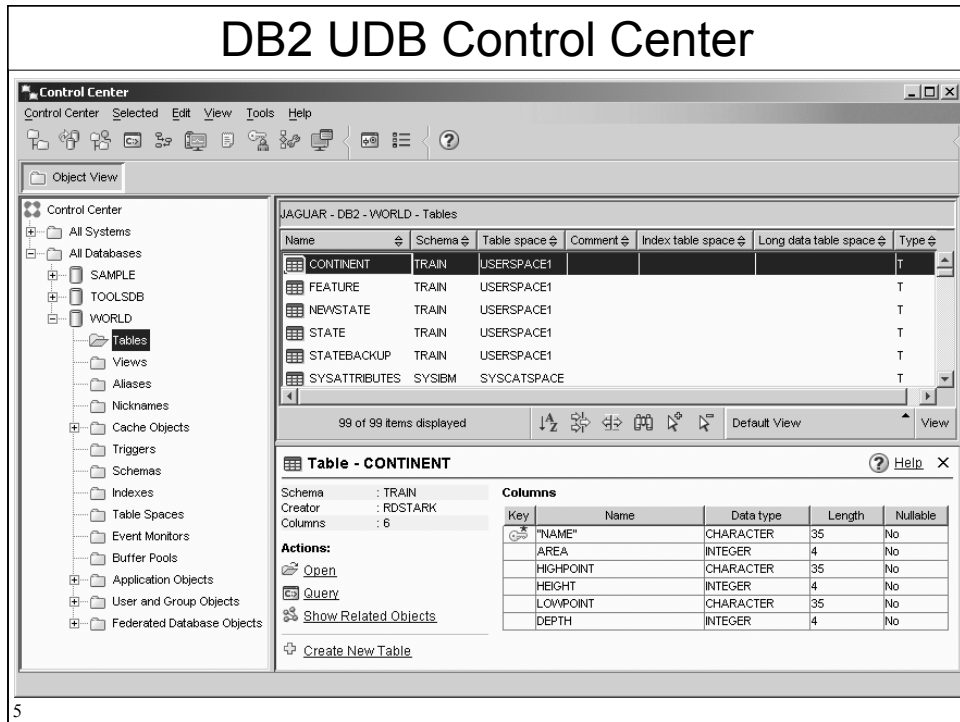 DB2 UDB Control Center
Control Center
Control Center Selected Edit View Tools Help
Object View
Control Center
All Systems
All Databases
SAMPLE
TOOLSDB
WORLD
Tables
Views
Aliases
Nicknames
Cache Objects
Triggers
Schemas
Indexes
Table Spaces
Event Monitors
Buffer Pools
Application Objects
User and Group Objects
Federated Database Objects
JAGUAR - DB2 - WORLD - Tables
Name Schema Table space Comment Index table space Long data table space Type
CONTINENT TRAIN USERSPACE1 T
FEATURE TRAIN USERSPACE1 T
NEWSTATE TRAIN USERSPACE1 T
STATE TRAIN USERSPACE1 T
STATEBACKUP TRAIN USERSPACE1 T
SYSATTRIBUTES SYSIBM SYSCATSPACE T
99 of 99 items displayed Default View View
Table - CONTINENT Help
Schema : TRAIN
Creator : RDSTARK
Columns : 6
Actions:
Open
Query
Show Related Objects
Create New Table
Columns
Key Name Data type Length Nullable
"NAME" CHARACTER 35 No
AREA INTEGER 4 No
HIGHPOINT CHARACTER 35 No
HEIGHT INTEGER 4 No
LOWPOINT CHARACTER 35 No
DEPTH INTEGER 4 No
5